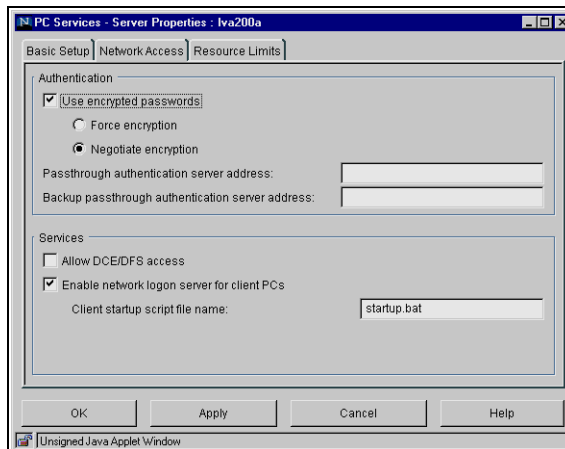 PC Services - Server Properties : lva200a
Basic Setup Network Access Resource Limits
Authentication
Use encrypted passwords
Force encryption
Negotiate encryption
Passthrough authentication server address:
Backup passthrough authentication server address:
Services
Allow DCE/DFS access
Enable network logon server for client PCs
Client startup script file name: startup.bat
OK Apply Cancel Help
Unsigned Java Applet Window